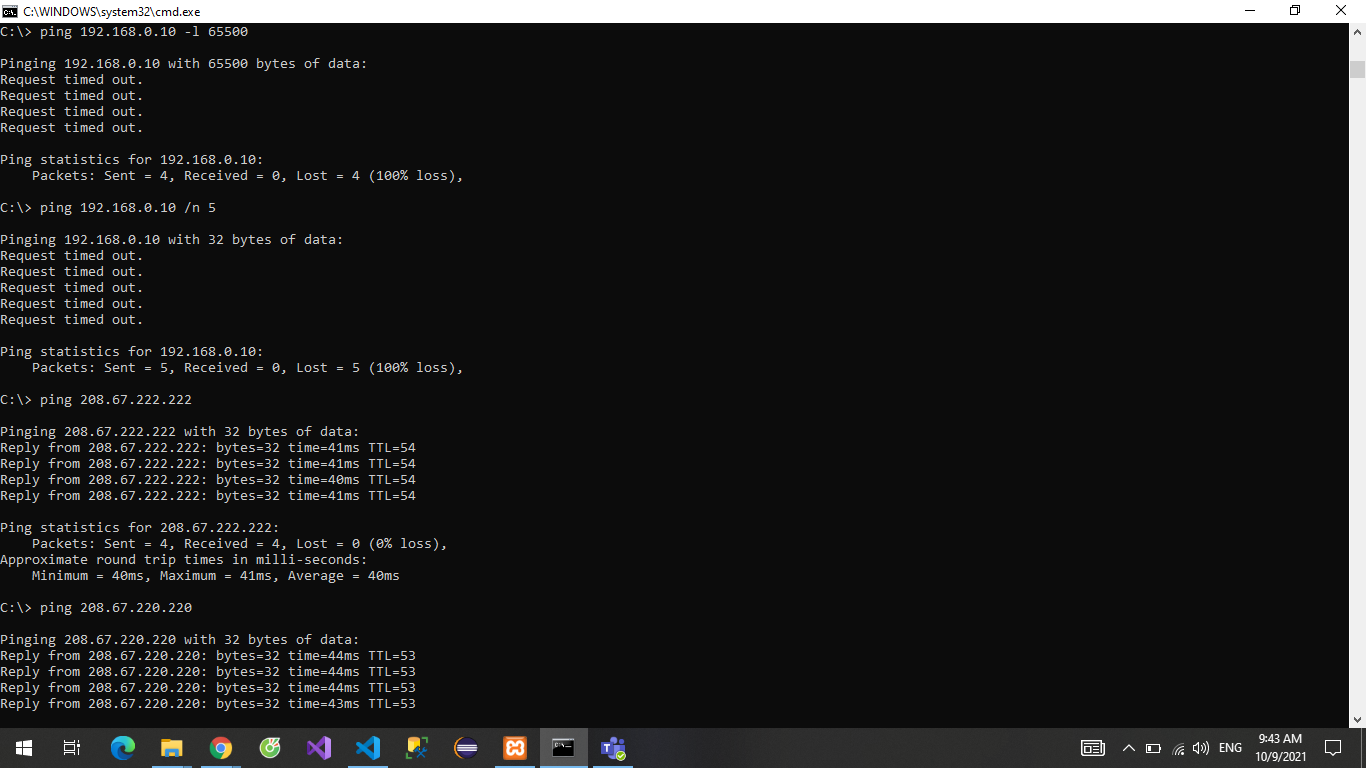 C:\WINDOWS\system32\cmd.exe
C:\> ping 192.168.0.10 -l 65500
Pinging 192.168.0.10 with 65500 bytes of data:
Request timed out.
Request timed out.
Request timed out.
Request timed out.
Ping statistics for 192.168.0.10:
    Packets: Sent = 4, Received = 0, Lost = 4 (100% loss),
C:\> ping 192.168.0.10 /n 5
Pinging 192.168.0.10 with 32 bytes of data:
Request timed out.
Request timed out.
Request timed out.
Request timed out.
Request timed out.
Ping statistics for 192.168.0.10:
    Packets: Sent = 5, Received = 0, Lost = 5 (100% loss),
C:\> ping 208.67.222.222
Pinging 208.67.222.222 with 32 bytes of data:
Reply from 208.67.222.222: bytes=32 time=41ms TTL=54
Reply from 208.67.222.222: bytes=32 time=41ms TTL=54
Reply from 208.67.222.222: bytes=32 time=40ms TTL=54
Reply from 208.67.222.222: bytes=32 time=41ms TTL=54
Ping statistics for 208.67.222.222:
    Packets: Sent = 4, Received = 4, Lost = 0 (0% loss),
Approximate round trip times in milli-seconds:
    Minimum = 40ms, Maximum = 41ms, Average = 40ms
C:\> ping 208.67.220.220
Pinging 208.67.220.220 with 32 bytes of data:
Reply from 208.67.220.220: bytes=32 time=44ms TTL=53
Reply from 208.67.220.220: bytes=32 time=44ms TTL=53
Reply from 208.67.220.220: bytes=32 time=44ms TTL=53
Reply from 208.67.220.220: bytes=32 time=43ms TTL=53
ENG
9:43 AM
10/9/2021